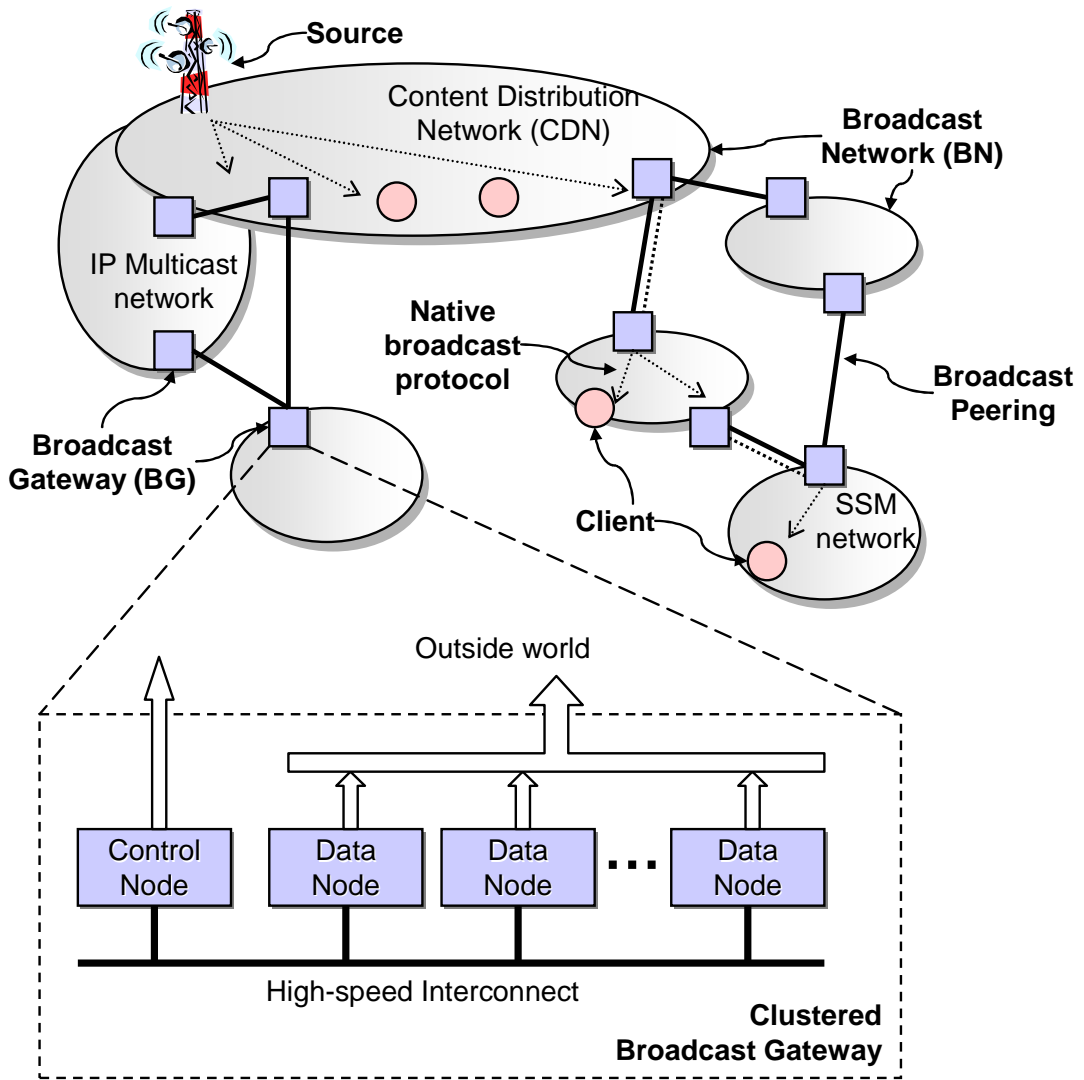 Source
Content Distribution
Network (CDN)
Broadcast
Network (BN)
IP Multicast
network
Native
broadcast
protocol
Broadcast
Peering
Broadcast
Gateway (BG)
Client
SSM
network
Outside world
Control
Node
Data
Node
Data
Node
...
Data
Node
High-speed Interconnect
Clustered
Broadcast Gateway